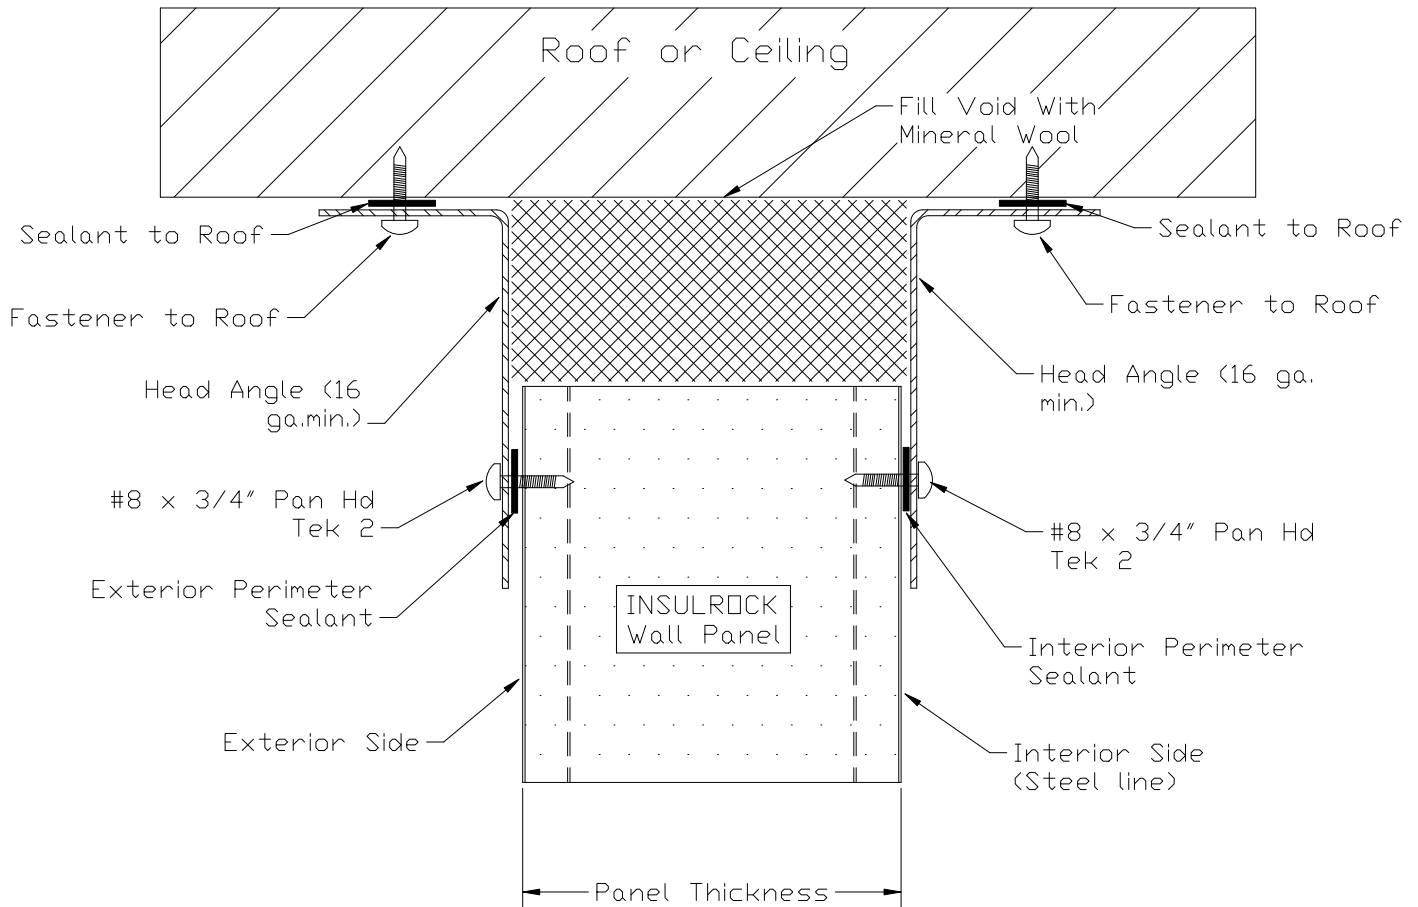 Roof or Ceiling
Fill Void With
Mineral Wool
Sealant to Roof
Sealant to Roof
Fastener to Roof
Fastener to Roof
Head Angle (16
ga.min.)
Head Angle (16 ga.
min.)
#8 x 3/4" Pan Hd
Tek 2
#8 x 3/4" Pan Hd
Tek 2
Exterior Perimeter
Sealant
INSULROCK
Wall Panel
Interior Perimeter
Sealant
Exterior Side
Interior Side
(Steel line)
Panel Thickness